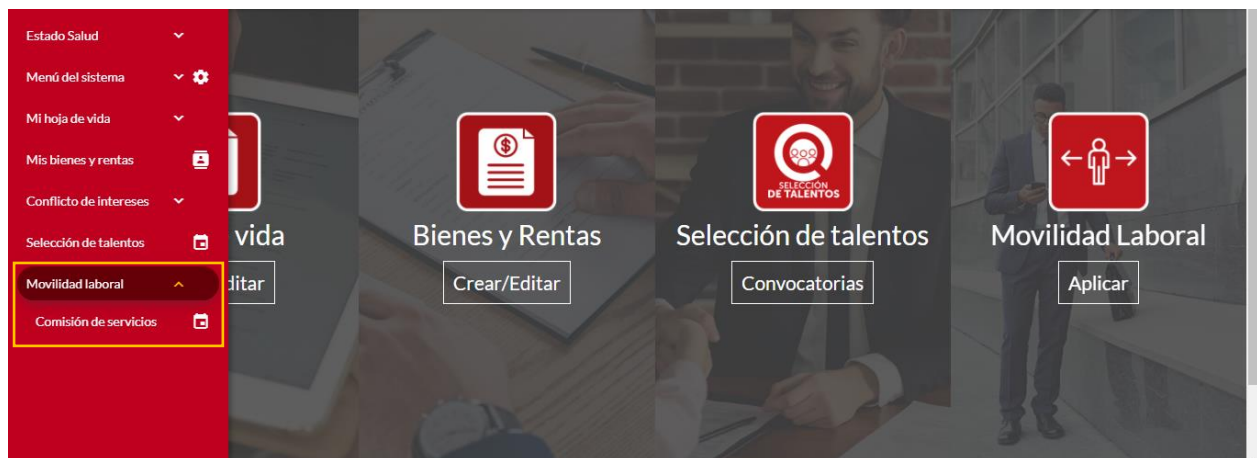 Estado Salud
Menú del sistema
Mi hoja de vida
Mis bienes y rentas
Conflicto de intereses
Selección de talentos
Movilidad laboral
Comisión de servicios
vida
ditar
$
Bienes y Rentas
Crear/Editar
SELECCIÓN
DE TALENTOS
Selección de talentos
Convocatorias
Movilidad Laboral
Aplicar